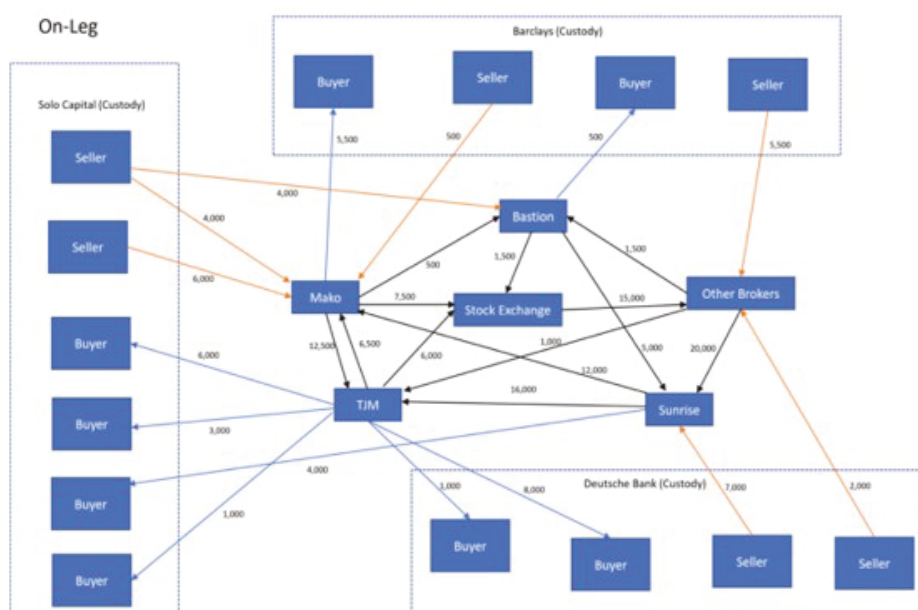 On-Leg
Barclays (Custody)
Buyer
Seller
Buyer
Seller
Solo Capital (Custody)
5,500
500
500
5,500
Seller
4,000
4,000
Bastion
Seller
6,000
500
1,500
1,500
Mako
7,500
Stock Exchange
15,000
Other Brokers
Buyer
12,500
6,500
6,000
1,000
5,000
20,000
6,000
12,000
TJM
16,000
Sunrise
Buyer
3,000
4,000
1,000
8,000
Deutsche Bank (Custody)
7,000
2,000
Buyer
1,000
Buyer
Buyer
Seller
Seller
Buyer